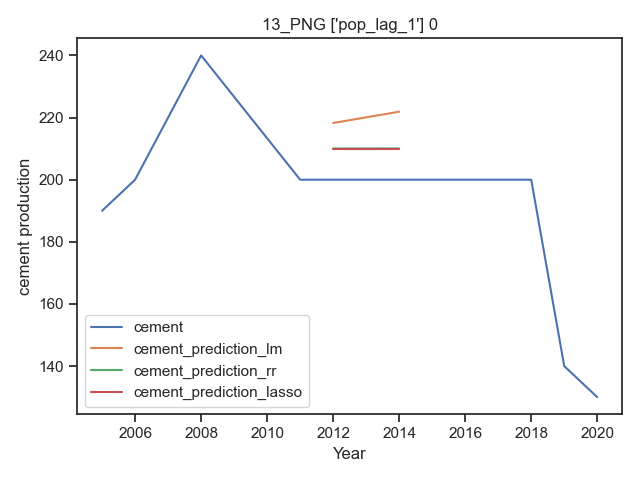 13_PNG ['pop_lag_1'] 0
cement production
240
220
200
180
160
140
cement
cement_prediction_lm
cement_prediction_rr
cement_prediction_lasso
2006 2008 2010 2012 2014 2016 2018 2020
Year